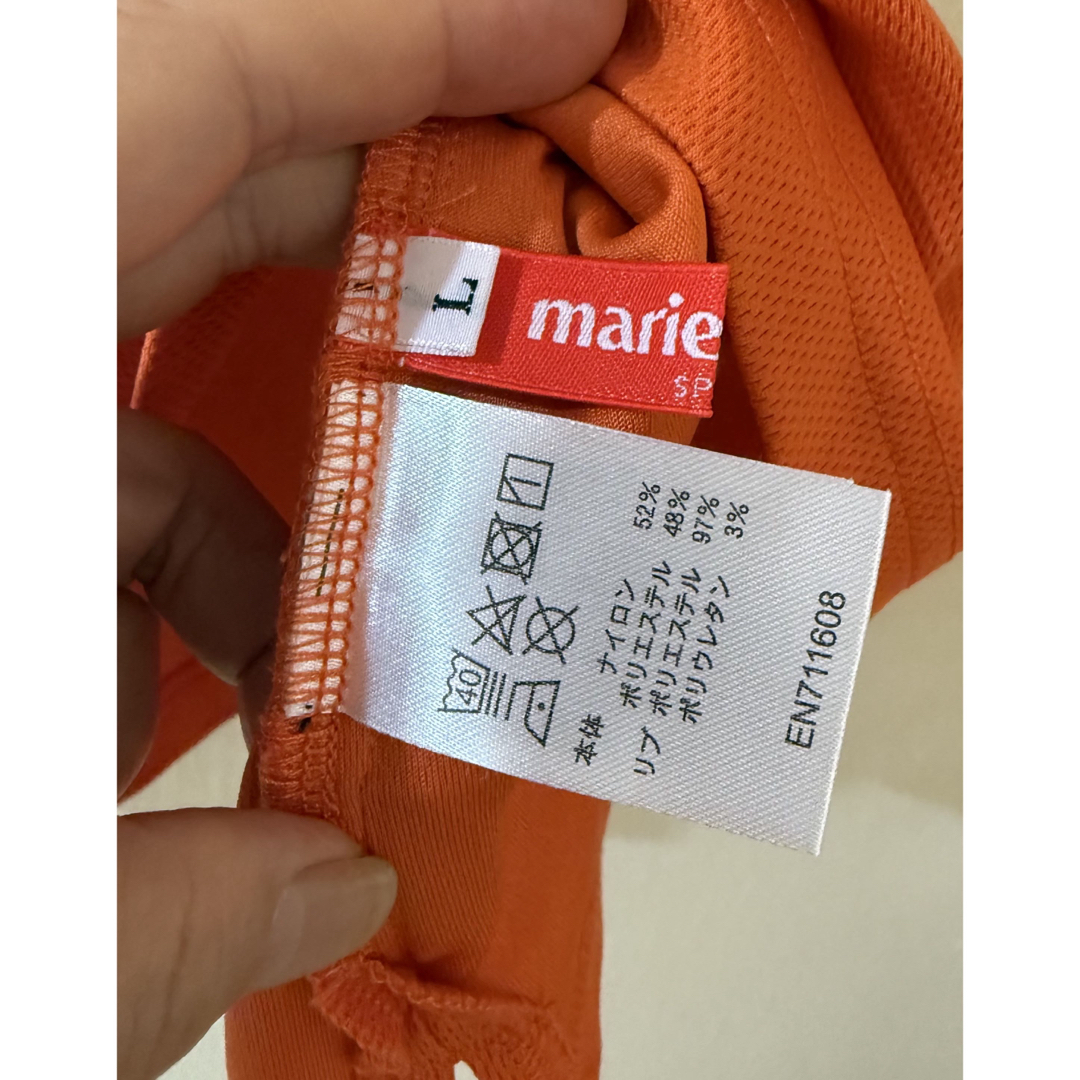 L
marie
SP
40
本体 ナイロン 52%
ポリエステル 48%
リブ ポリエステル 97%
ポリウレタン 3%
EN711608